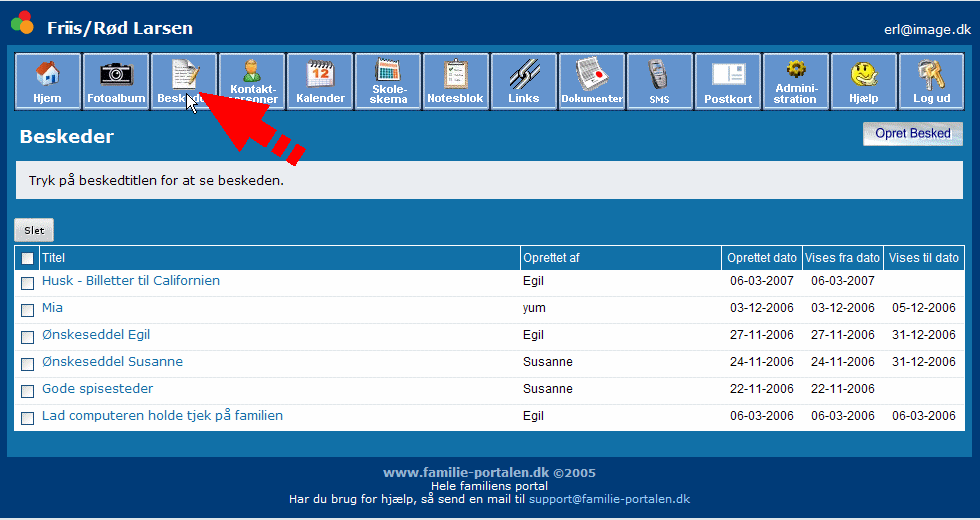 Friis/Rød Larsen
erl@image.dk
Hjem Fotoalbum Kontakt- Kalender Skole-skema Notesblok Links Dokumenter SMS Postkort Admini-stration Hjælp Log ud
Beskeder
Opret Besked
Tryk på beskedtitlen for at se beskeden.
Slet
Titel Oprettet af Oprettet dato Vises fra dato Vises til dato
Husk - Billetter til Californien Egil 06-03-2007 06-03-2007
Mia yum 03-12-2006 03-12-2006 05-12-2006
Ønskeseddel Egil Egil 27-11-2006 27-11-2006 31-12-2006
Ønskeseddel Susanne Susanne 24-11-2006 24-11-2006 31-12-2006
Gode spisesteder Susanne 22-11-2006 22-11-2006
Lad computeren holde tjek på familien Egil 06-03-2006 06-03-2006 06-03-2006
www.familie-portalen.dk ©2005
Hele familiens portal
Har du brug for hjælp, så send en mail til support@familie-portalen.dk